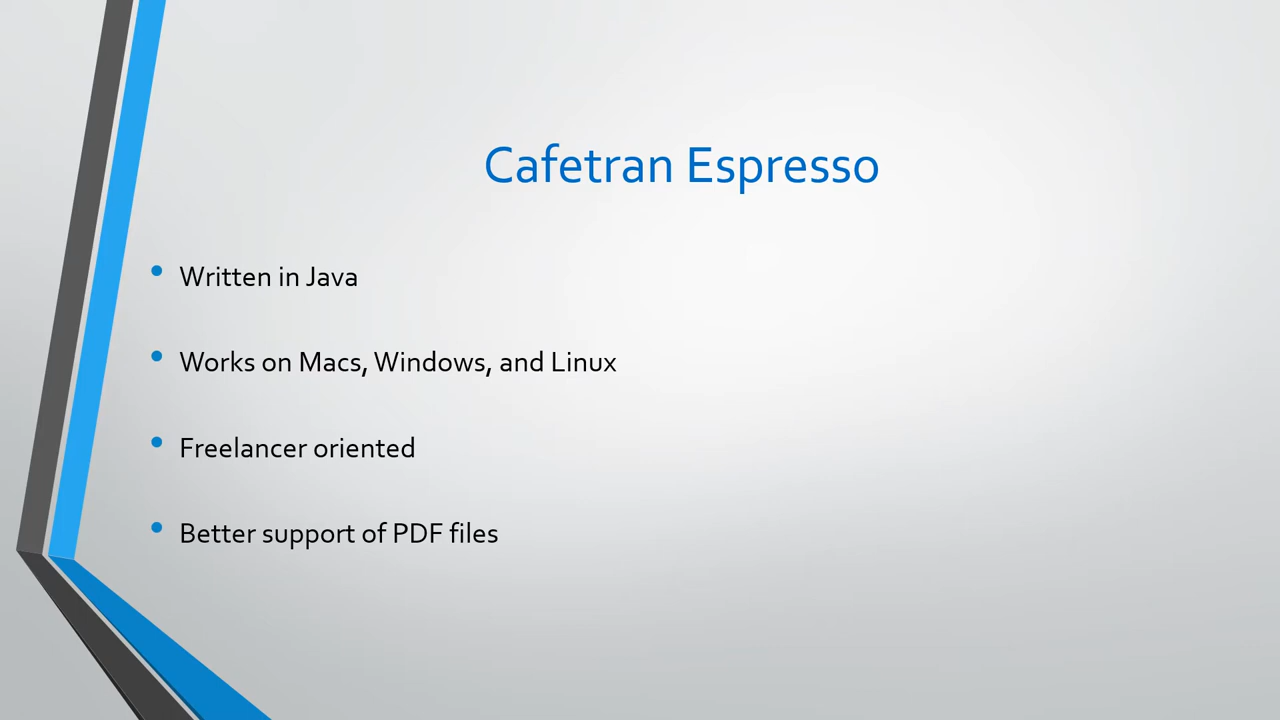 Cafetran Espresso
• Written in Java
• Works on Macs, Windows, and Linux
• Freelancer oriented
• Better support of PDF files